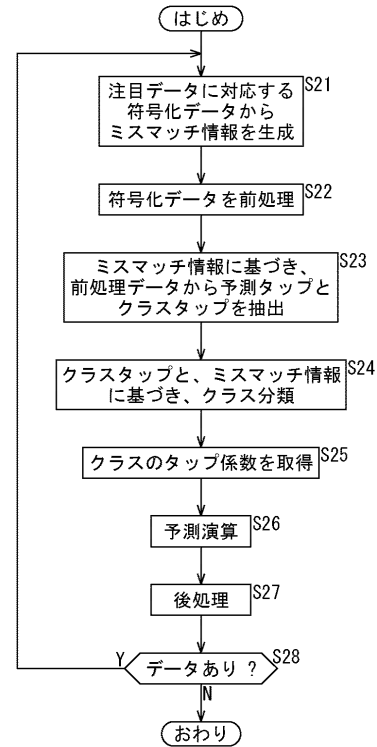 はじめ
注目データに対応する
符号化データから
ミスマッチ情報を生成
S21
符号化データを前処理
S22
ミスマッチ情報に基づき、
前処理データから予測タップと
クラスタップを抽出
S23
クラスタップと、ミスマッチ情報
に基づき、クラス分類
S24
クラスのタップ係数を取得
S25
予測演算
S26
後処理
S27
データあり ?
S28
Y
N
おわり